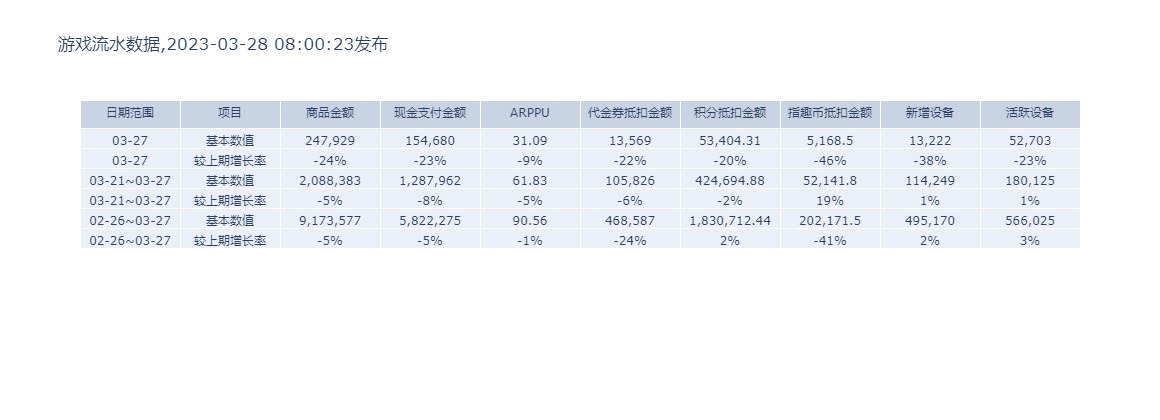 游戏流水数据,2023-03-28 08:00:23发布
日期范围 项目 商品金额 现金支付金额 ARPPU 代金券抵扣金额 积分抵扣金额 指趣币抵扣金额 新增设备 活跃设备
03-27 基本数值 247,929 154,680 31.09 13,569 53,404.31 5,168.5 13,222 52,703
03-27 较上期增长率 -24% -23% -9% -22% -20% -46% -38% -23%
03-21~03-27 基本数值 2,088,383 1,287,962 61.83 105,826 424,694.88 52,141.8 114,249 180,125
03-21~03-27 较上期增长率 -5% -8% -5% -6% -2% 19% 1% 1%
02-26~03-27 基本数值 9,173,577 5,822,275 90.56 468,587 1,830,712.44 202,171.5 495,170 566,025
02-26~03-27 较上期增长率 -5% -5% -1% -24% 2% -41% 2% 3%